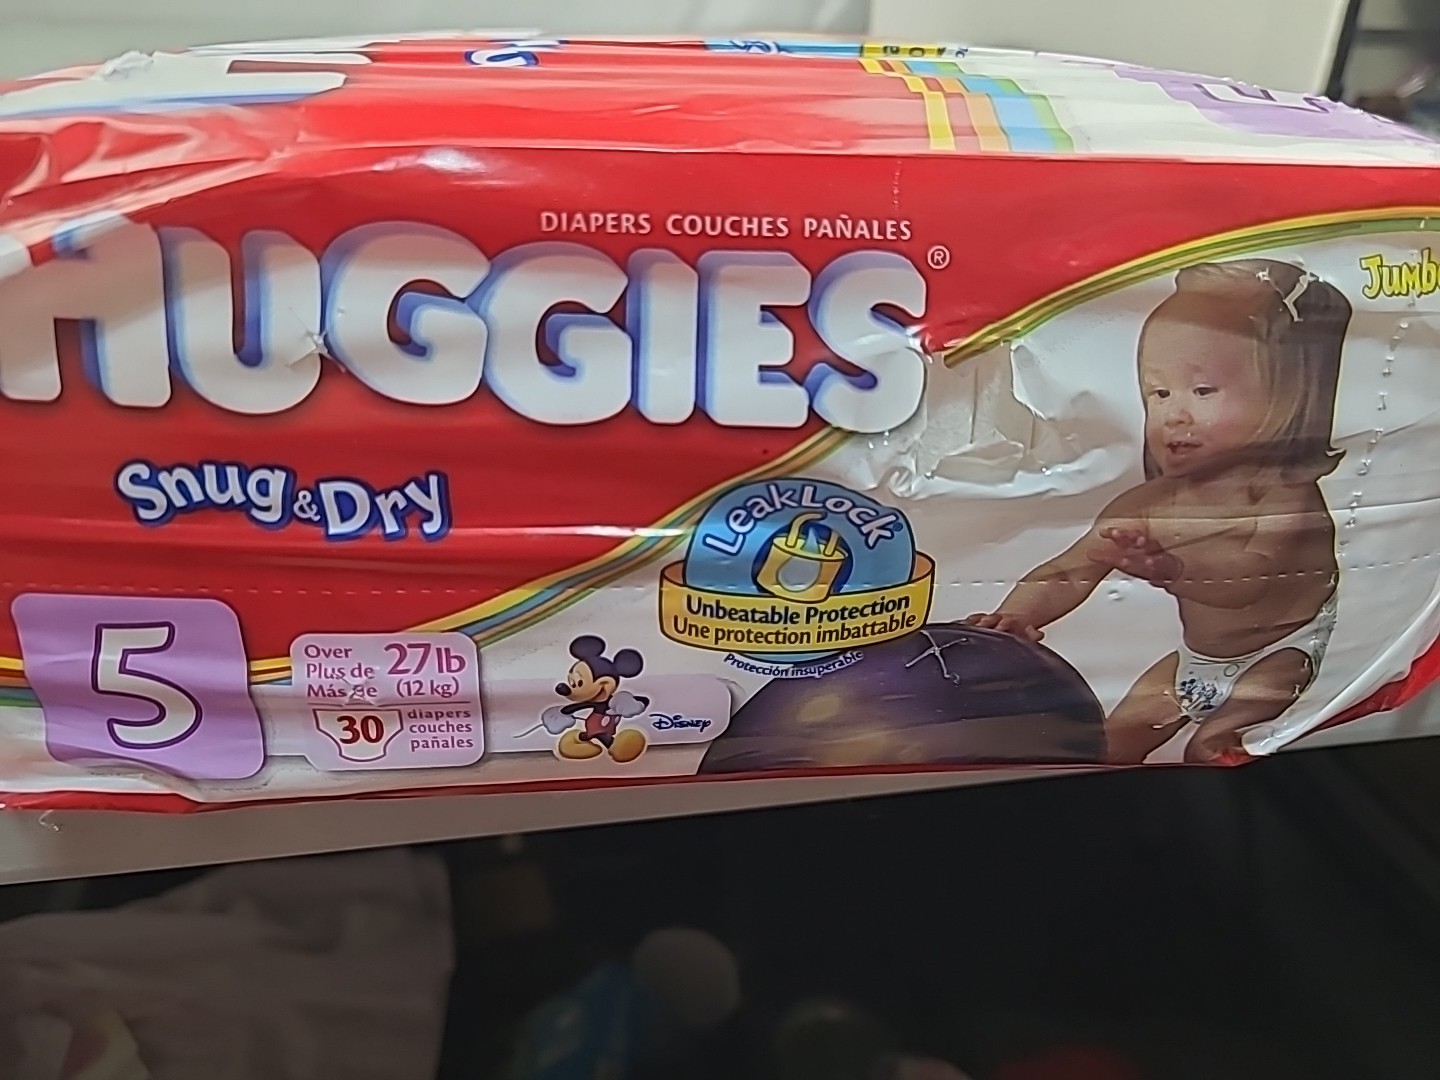 DIAPERS COUCHES PAÑALES
HUGGIES®
Jumb
Snug & Dry
LEAKLOCK®
Unbeatable Protection
Une protection imbattable
Protección insuperable
5
Over
Plus de
Más de
27lb
(12 kg)
30
diapers
couches
pañales
DISNEY